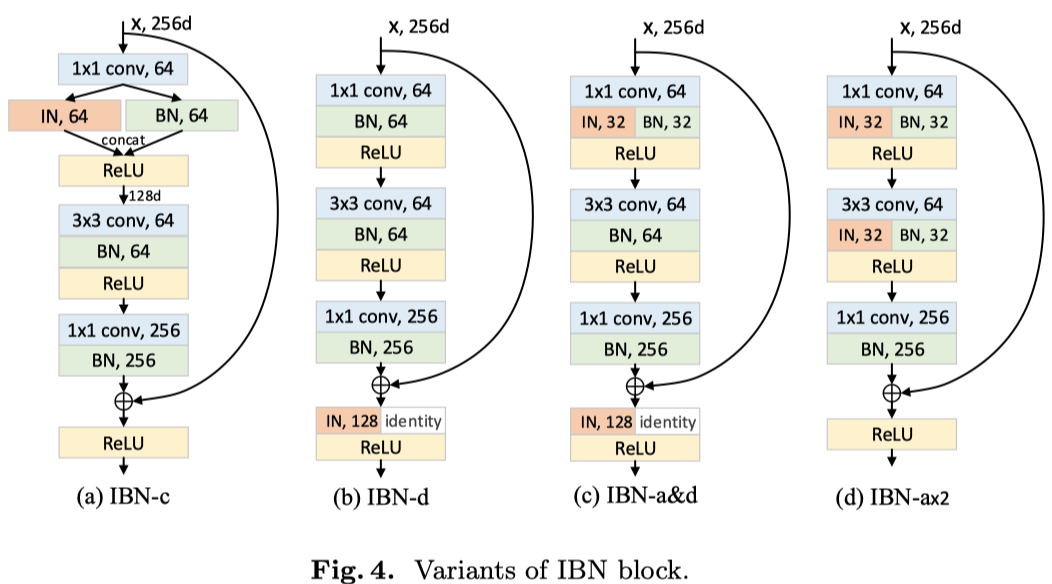 x, 256d
1x1 conv, 64
IN, 64
BN, 64
concat
ReLU
128d
3x3 conv, 64
BN, 64
ReLU
1x1 conv, 256
BN, 256
ReLU
(a) IBN-c
x, 256d
1x1 conv, 64
BN, 64
ReLU
3x3 conv, 64
BN, 64
ReLU
1x1 conv, 256
BN, 256
IN, 128 identity
ReLU
(b) IBN-d
x, 256d
1x1 conv, 64
IN, 32 BN, 32
ReLU
3x3 conv, 64
BN, 64
ReLU
1x1 conv, 256
BN, 256
IN, 128 identity
ReLU
(c) IBN-a&d
x, 256d
1x1 conv, 64
IN, 32 BN, 32
ReLU
3x3 conv, 64
IN, 32 BN, 32
ReLU
1x1 conv, 256
BN, 256
ReLU
(d) IBN-ax2
Fig. 4. Variants of IBN block.